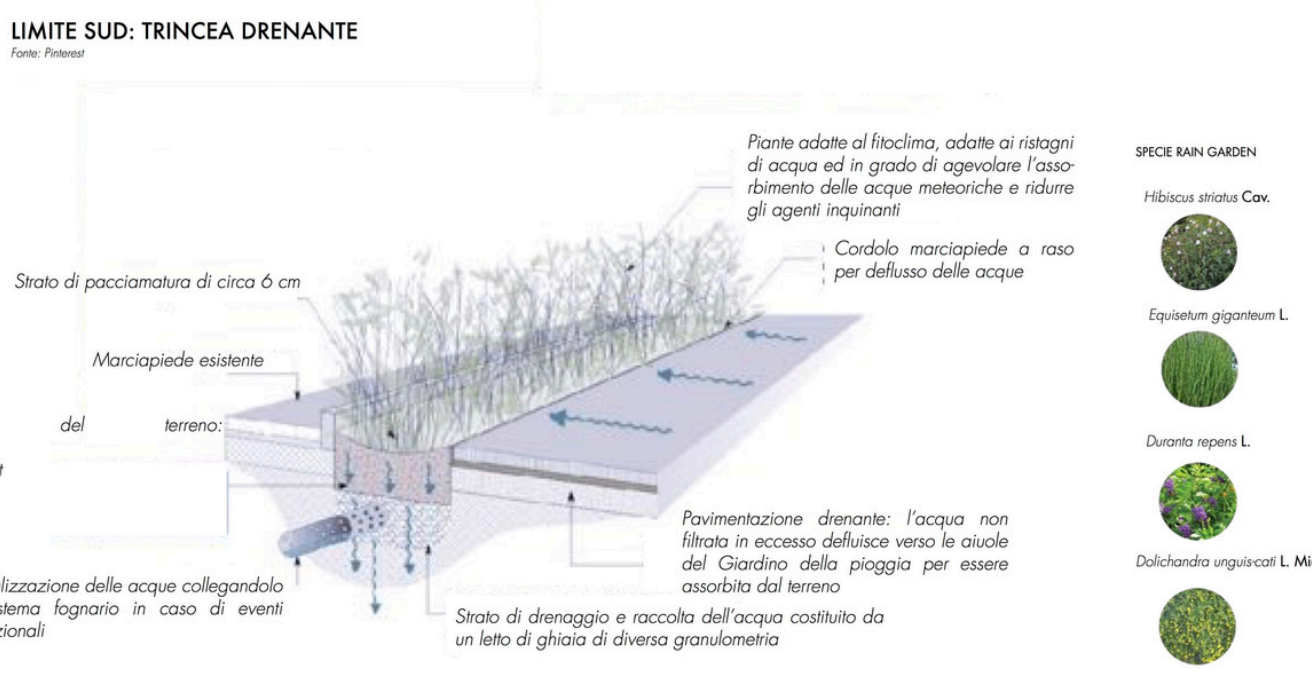 LIMITE SUD: TRINCEA DRENANTE
Fonte: Pinterest
Piante adatte al fitoclima, adatte ai ristagni
di acqua ed in grado di agevolare l'asso-
rbimento delle acque meteoriche e ridurre
gli agenti inquinanti
Cordolo marciapiede a raso
per deflusso delle acque
Strato di pacciamatura di circa 6 cm
Marciapiede esistente
del terreno:
Pavimentazione drenante: l'acqua non
filtrata in eccesso defluisce verso le aiuole
del Giardino della pioggia per essere
assorbita dal terreno
lizzazione delle acque collegandolo
stema fognario in caso di eventi
zionali
Strato di drenaggio e raccolta dell'acqua costituito da
un letto di ghiaia di diversa granulometria
SPECIE RAIN GARDEN
Hibiscus striatus Cav.
Equisetum giganteum L.
Duranta repens L.
Dolichandra unguis-cati L. Mi